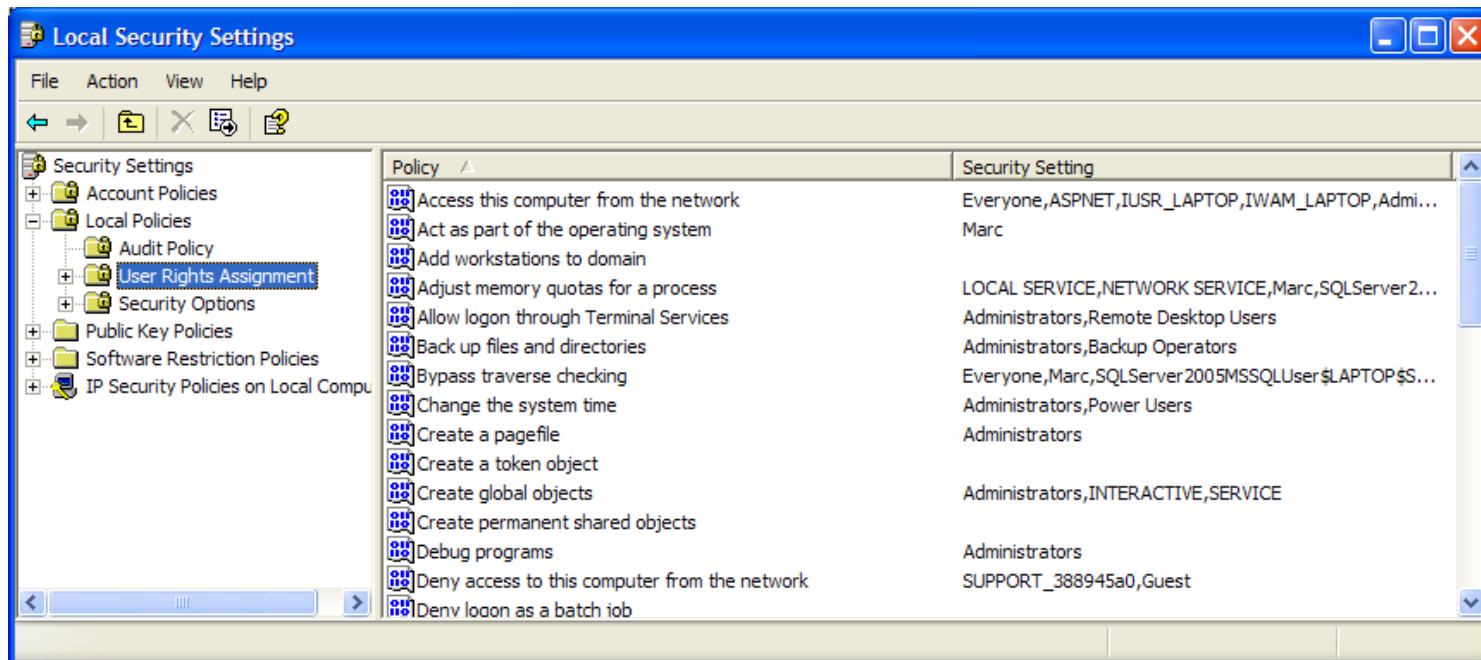 Local Security Settings
File Action View Help
Security Settings
Account Policies
Local Policies
Audit Policy
User Rights Assignment
Security Options
Public Key Policies
Software Restriction Policies
IP Security Policies on Local Compu
Policy Security Setting
Access this computer from the network Everyone,ASPNET,IUSR_LAPTOP,IWAM_LAPTOP,Admi...
Act as part of the operating system Marc
Add workstations to domain
Adjust memory quotas for a process LOCAL SERVICE,NETWORK SERVICE,Marc,SQLServer2...
Allow logon through Terminal Services Administrators,Remote Desktop Users
Back up files and directories Administrators,Backup Operators
Bypass traverse checking Everyone,Marc,SQLServer2005MSSQLUser$LAPTOP$S...
Change the system time Administrators,Power Users
Create a pagefile Administrators
Create a token object
Create global objects Administrators,INTERACTIVE,SERVICE
Create permanent shared objects
Debug programs Administrators
Deny access to this computer from the network SUPPORT_388945a0,Guest
Deny logon as a batch job